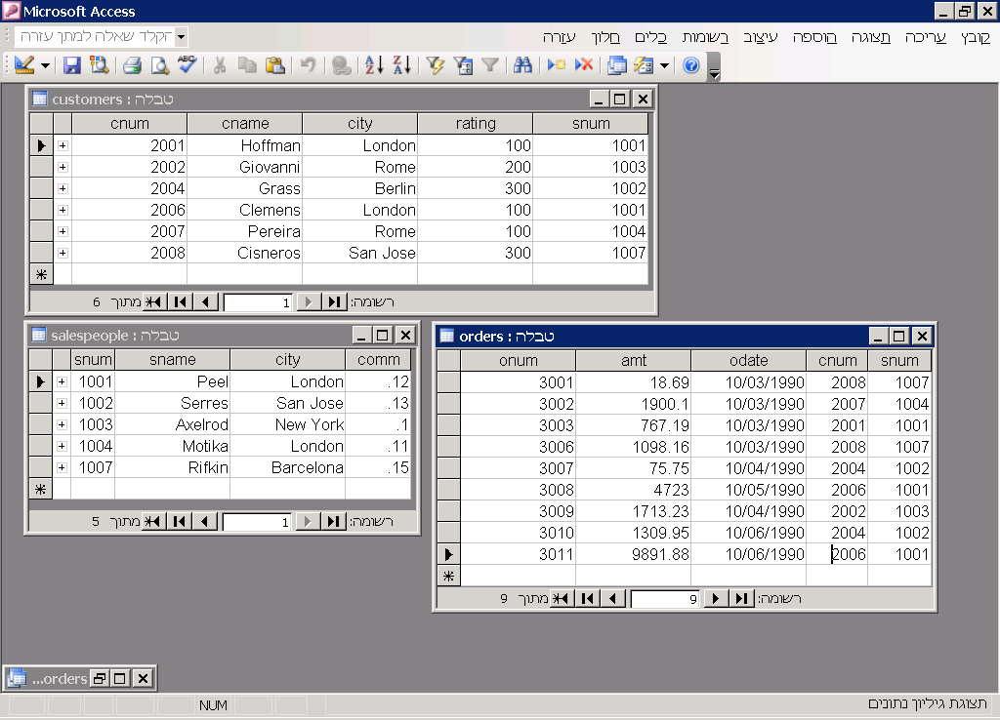 Microsoft Access
קובץ עריכה תצוגה הוספה עיצוב רשומות כלים חלון עזרה הקלד שאלה למתן עזרה
customers : טבלה
cnum cname city rating snum
2001 Hoffman London 100 1001
2002 Giovanni Rome 200 1003
2004 Grass Berlin 300 1002
2006 Clemens London 100 1001
2007 Pereira Rome 100 1004
2008 Cisneros San Jose 300 1007
רשומה: 1 מתוך 6
salespeople : טבלה
snum sname city comm
1001 Peel London .12
1002 Serres San Jose .13
1003 Axelrod New York .1
1004 Motika London .11
1007 Rifkin Barcelona .15
רשומה: 1 מתוך 5
orders : טבלה
onum amt odate cnum snum
3001 18.69 10/03/1990 2008 1007
3002 1900.1 10/03/1990 2007 1004
3003 767.19 10/03/1990 2001 1001
3006 1098.16 10/03/1990 2008 1007
3007 75.75 10/04/1990 2004 1002
3008 4723 10/05/1990 2006 1001
3009 1713.23 10/04/1990 2002 1003
3010 1309.95 10/06/1990 2004 1002
3011 9891.88 10/06/1990 2006 1001
רשומה: 9 מתוך 9
...orders
תצוגת גיליון נתונים NUM